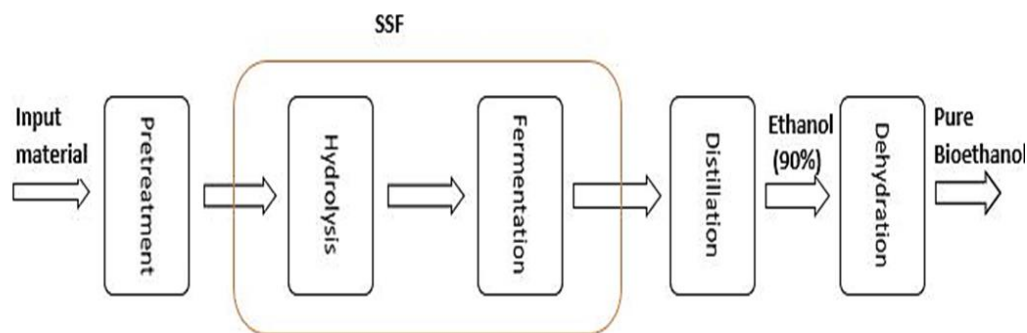 SSF
Input
material
Pretreatment
Hydrolysis
Fermentation
Distillation
Ethanol
(90%)
Dehydration
Pure
Bioethanol